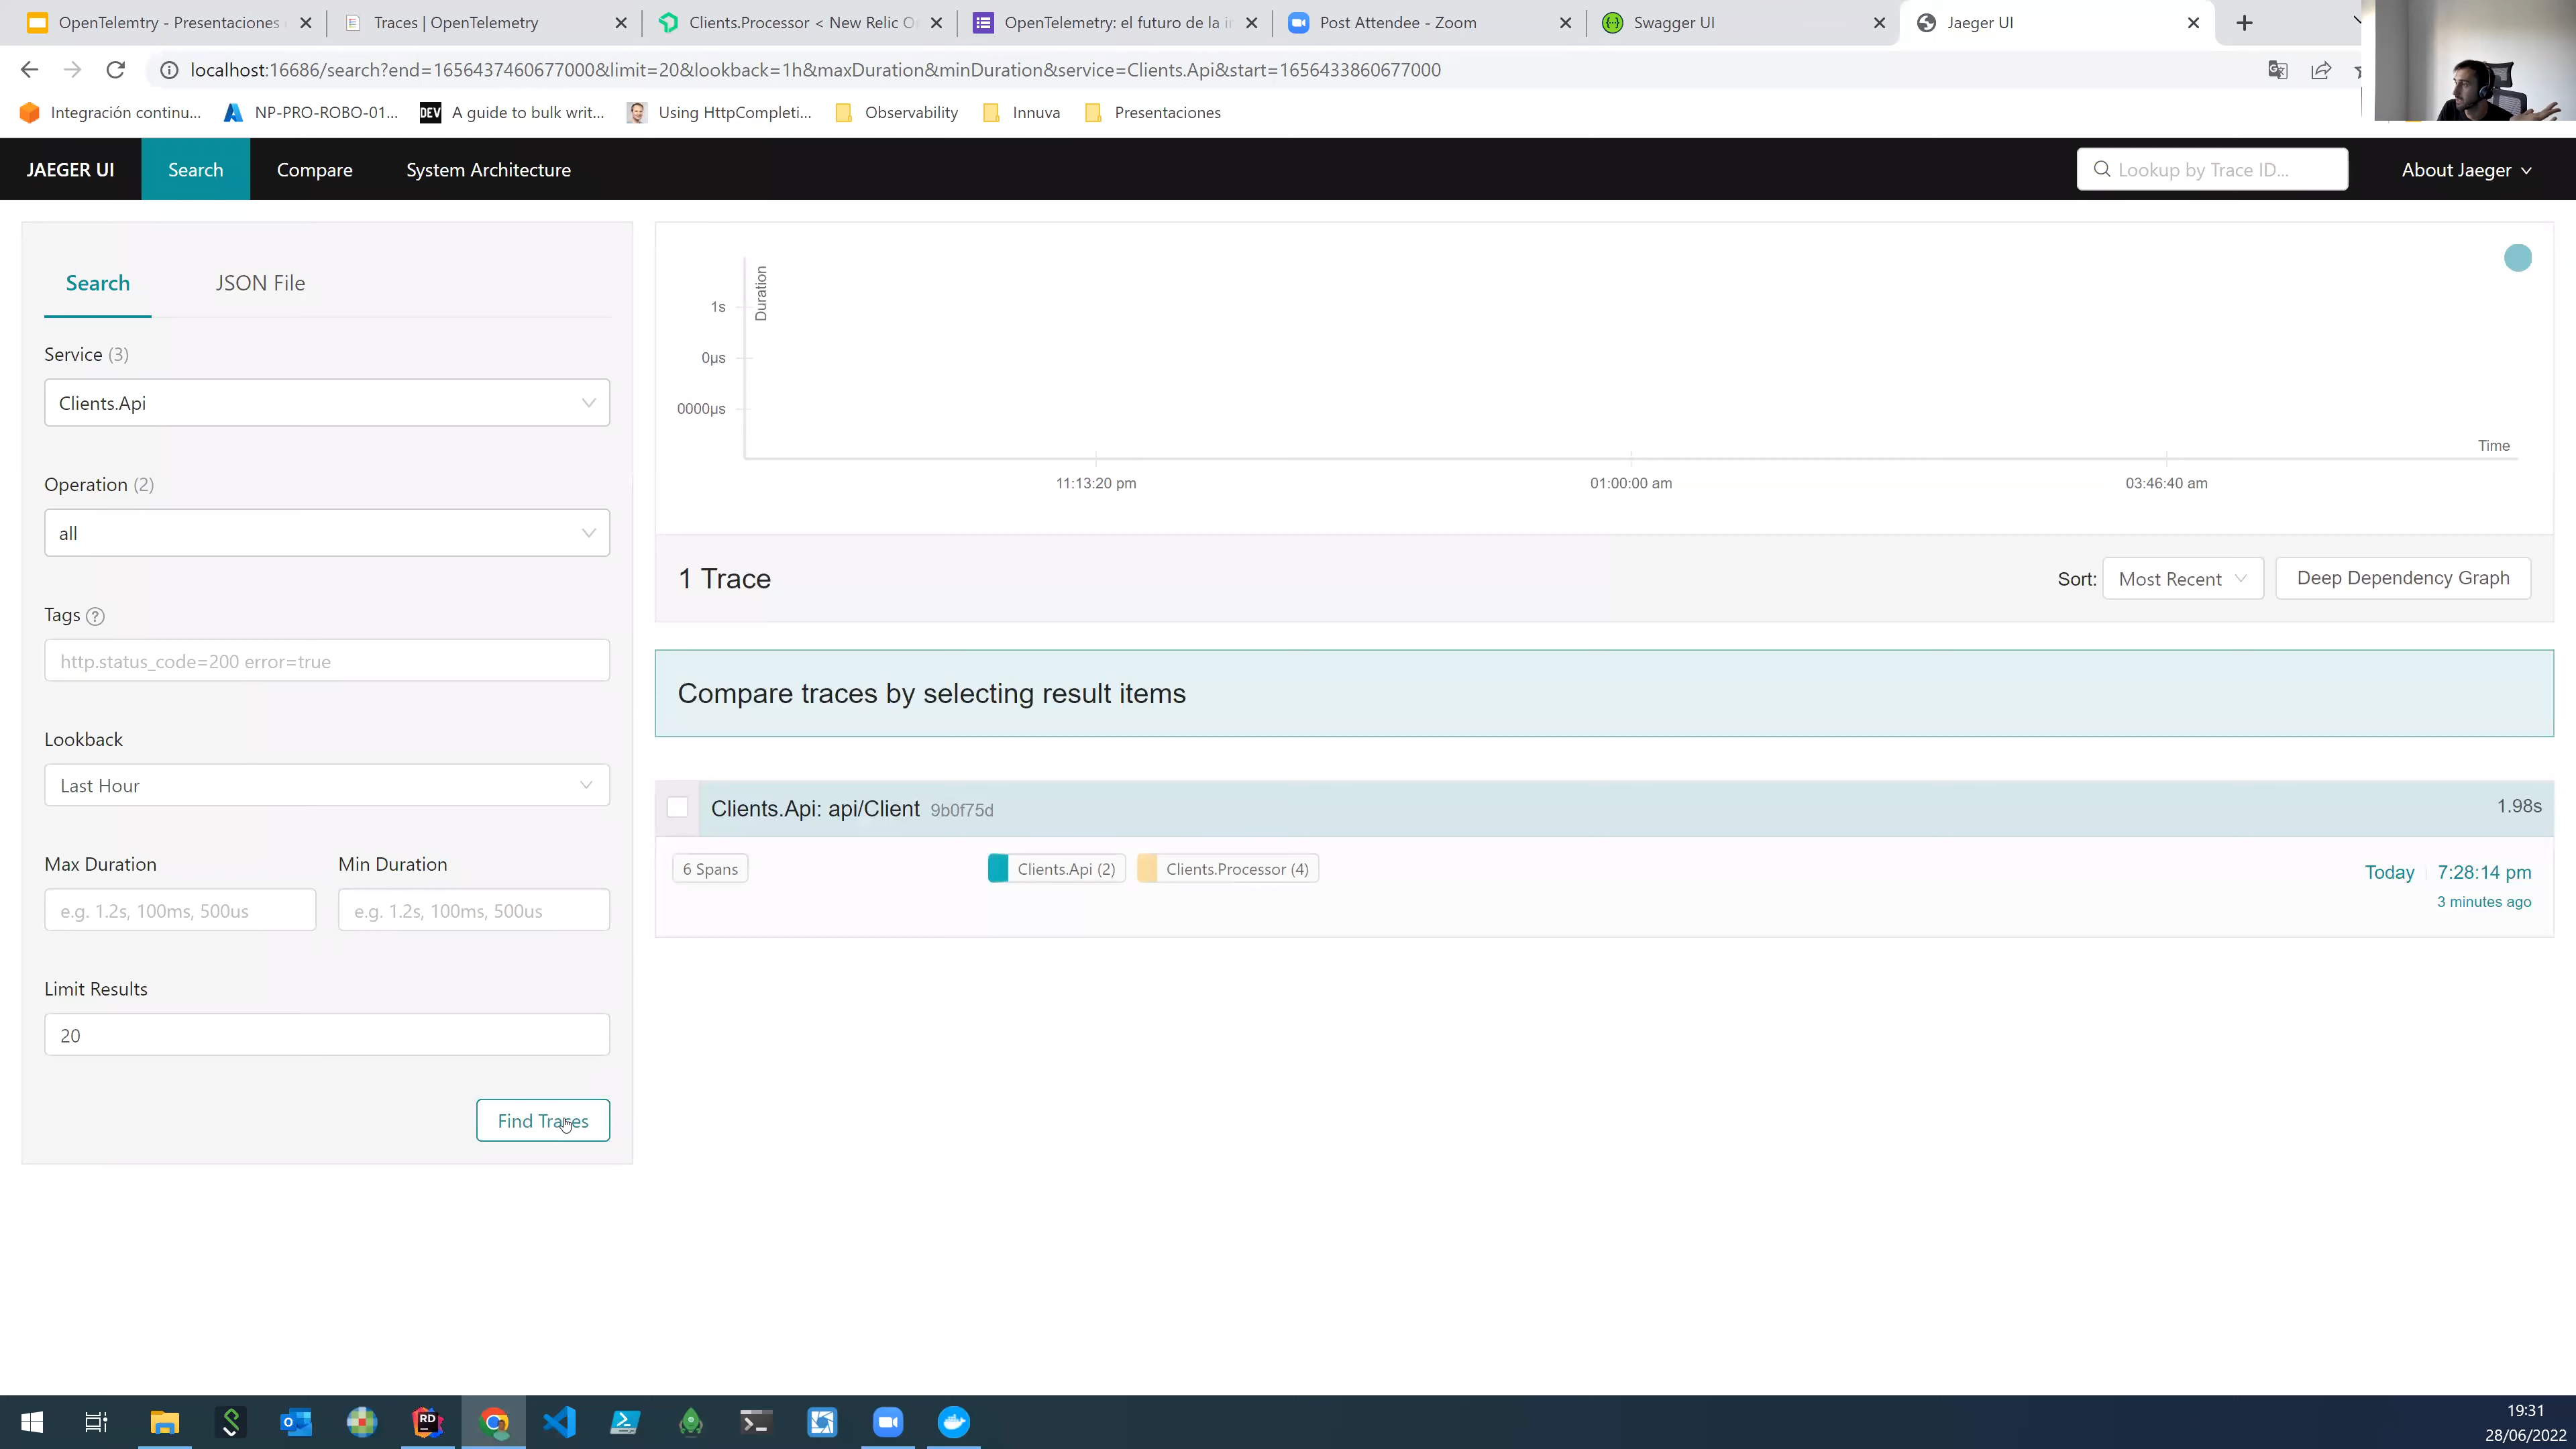 OpenTelemtry - Presentaciones
Traces | OpenTelemetry
Clients.Processor < New Relic O
OpenTelemetry: el futuro de la i
Post Attendee - Zoom
Swagger UI
Jaeger UI
localhost:16686/search?end=1656437460677000&limit=20&lookback=1h&maxDuration&minDuration&service=Clients.Api&start=1656433860677000
Integración continu...
NP-PRO-ROBO-01...
DEV
A guide to bulk writ...
Using HttpCompleti...
Observability
Innuva
Presentaciones
JAEGER UI
Search
Compare
System Architecture
Lookup by Trace ID...
About Jaeger
Search
JSON File
Service (3)
Clients.Api
Operation (2)
all
Tags ?
http.status_code=200 error=true
Lookback
Last Hour
Max Duration
Min Duration
e.g. 1.2s, 100ms, 500us
e.g. 1.2s, 100ms, 500us
Limit Results
20
Find Traces
Duration
1s
0μs
0000μs
Time
11:13:20 pm
01:00:00 am
03:46:40 am
1 Trace
Sort:
Most Recent
Deep Dependency Graph
Compare traces by selecting result items
Clients.Api: api/Client 9b0f75d
1.98s
6 Spans
Clients.Api (2)
Clients.Processor (4)
Today
7:28:14 pm
3 minutes ago
RD
19:31
28/06/2022